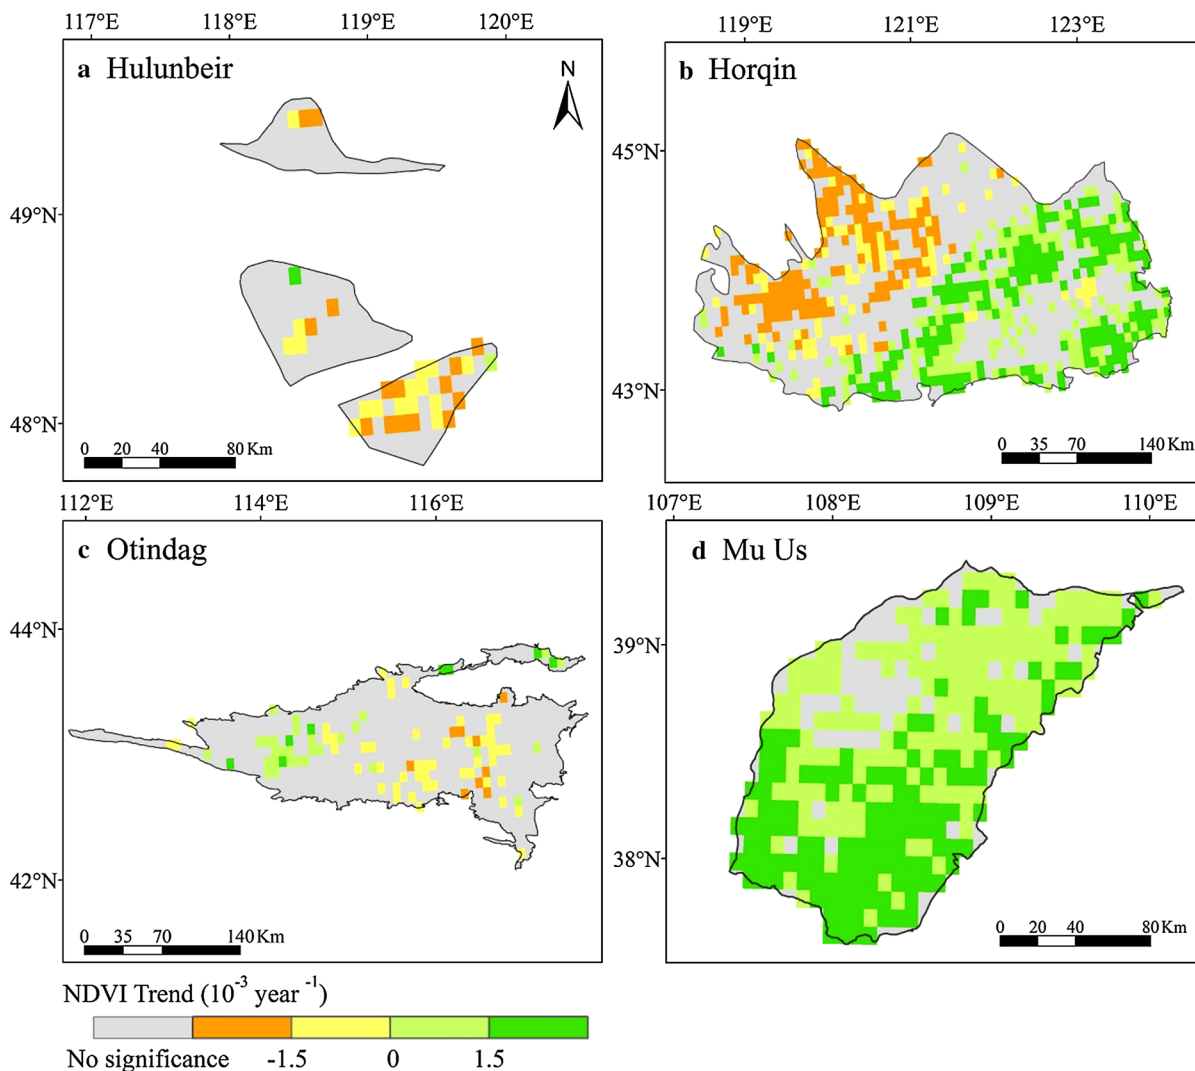 117°E 118°E 119°E 120°E
119°E 121°E 123°E
a Hulunbeir
N
b Horqin
49°N
48°N
45°N
43°N
0 20 40 80 Km
0 35 70 140 Km
112°E 114°E 116°E
107°E 108°E 109°E 110°E
c Otindag
d Mu Us
44°N
42°N
39°N
38°N
0 35 70 140 Km
0 20 40 80 Km
NDVI Trend (10⁻³ year ⁻¹)
No significance -1.5 0 1.5